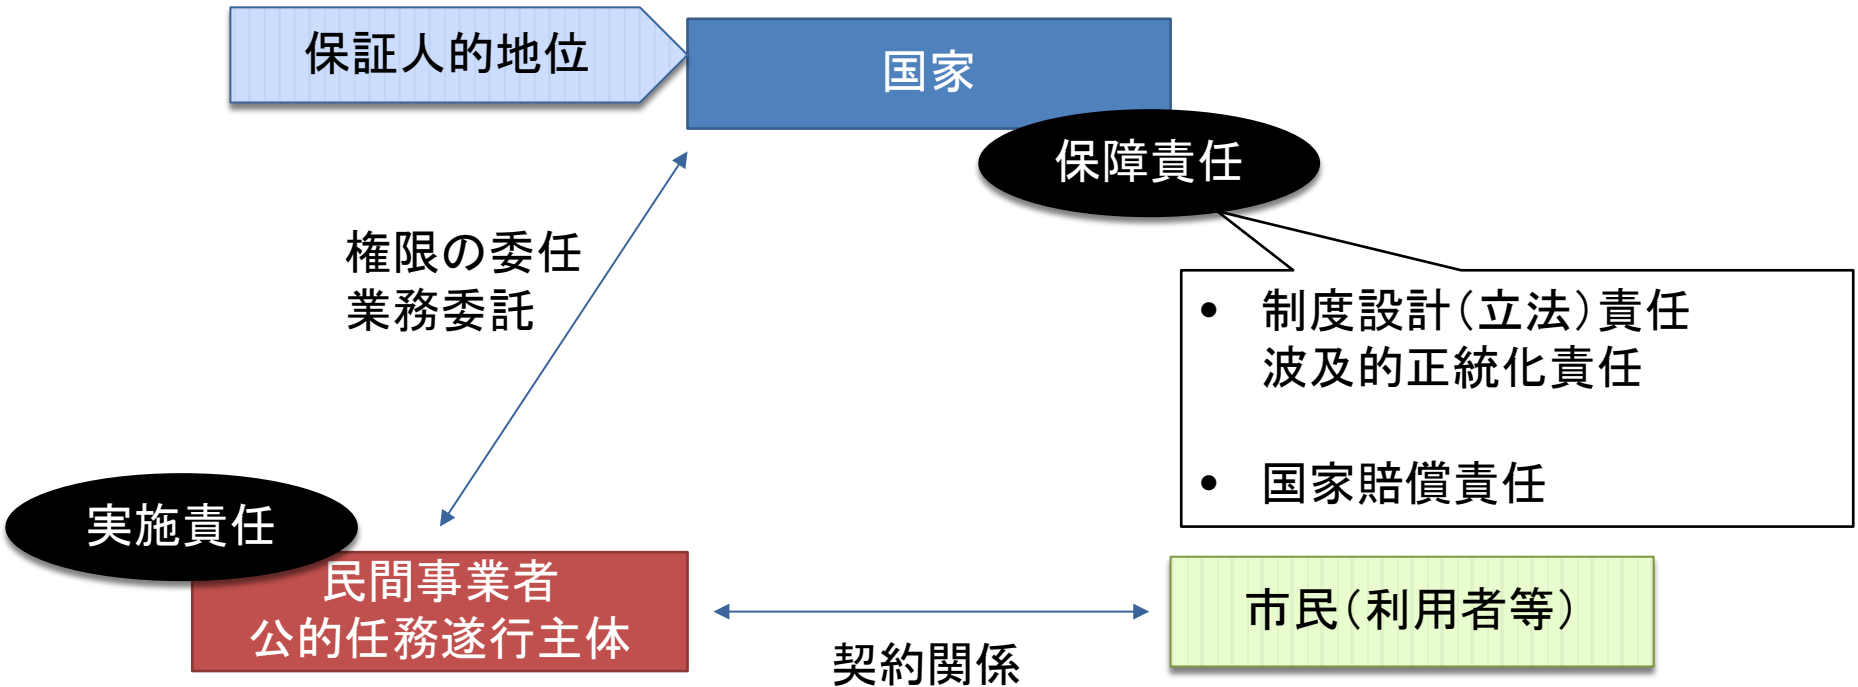 保証人的地位
国家
保障責任
権限の委任
業務委託
• 制度設計(立法)責任
波及的正統化責任
• 国家賠償責任
実施責任
民間事業者
公的任務遂行主体
契約関係
市民(利用者等)